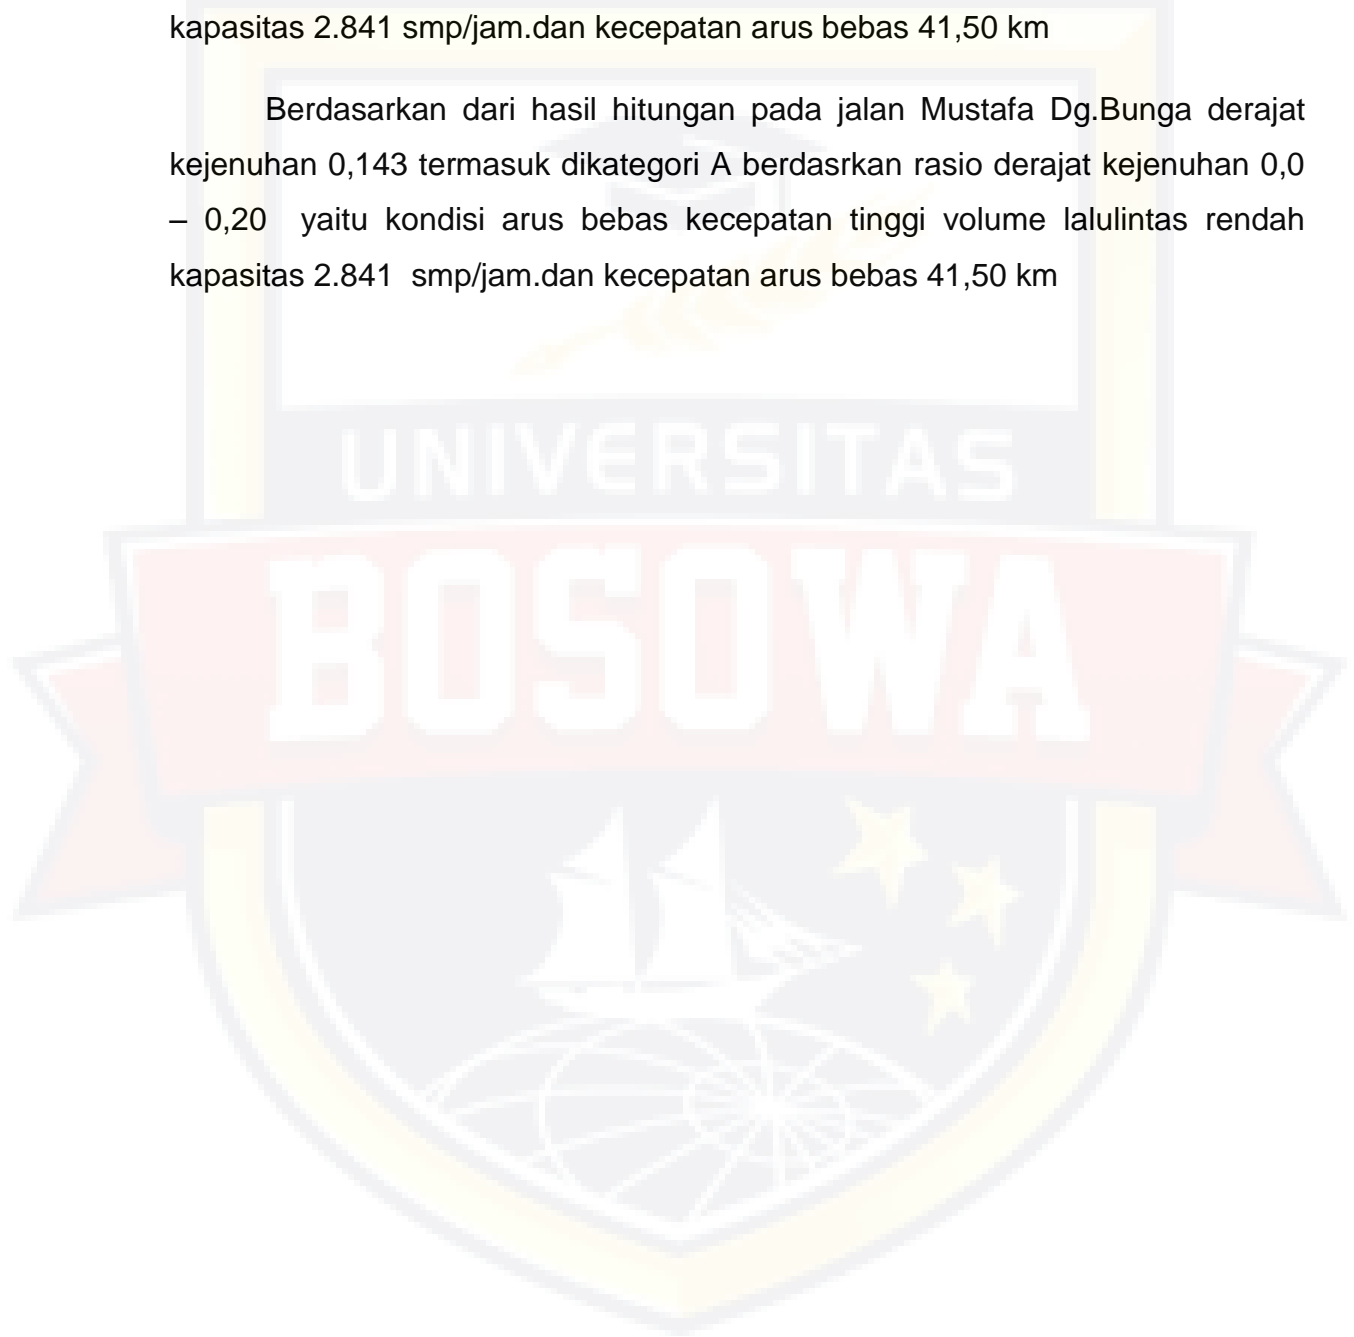 kapasitas 2.841 smp/jam.dan kecepatan arus bebas 41,50 km
Berdasarkan dari hasil hitungan pada jalan Mustafa Dg.Bunga derajat
kejenuhan 0,143 termasuk dikategori A berdasrkan rasio derajat kejenuhan 0,0
– 0,20 yaitu kondisi arus bebas kecepatan tinggi volume lalulintas rendah
kapasitas 2.841 smp/jam.dan kecepatan arus bebas 41,50 km
UNIVERSITAS
BOSOWA